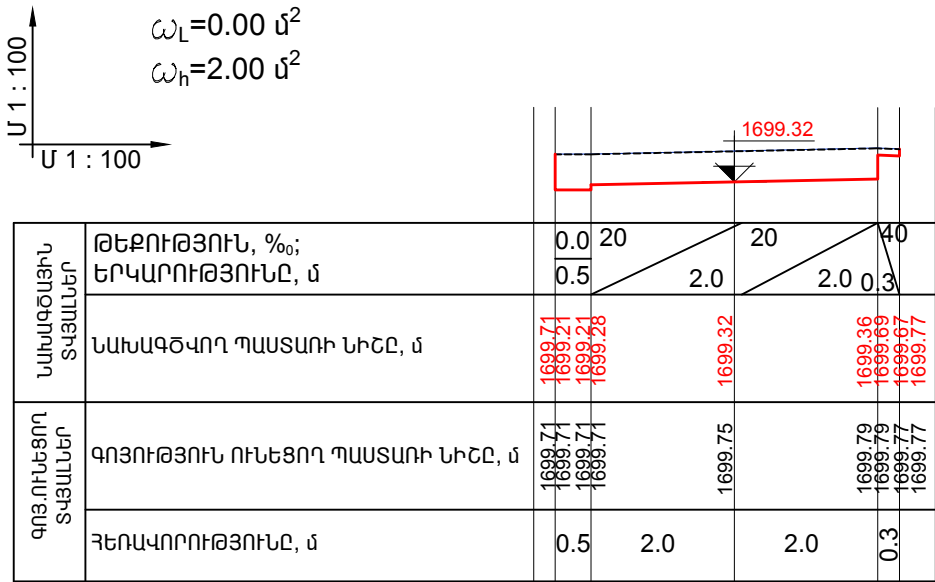 ωL=0.00 մ²
ωh=2.00 մ²
Մ 1 : 100
Մ 1 : 100
1699.32
ՆԱԽԱԳԾԱՅԻՆ ՏՎՅԱԼՆԵՐ
ԹԵՔՈՒԹՅՈՒՆ, %₀;
ԵՐԿԱՐՈՒԹՅՈՒՆԸ, մ
0.0 20 20 40
0.5 2.0 2.0 0.3
ՆԱԽԱԳԾՎՈՂ ՊԱՍՏԱՌԻ ՆԻՇԸ, մ
1699.71 1699.21 1699.21 1699.28 1699.32 1699.36 1699.69 1699.67 1699.77
ԳՈՅ.ՈՒՆԵՑՈՂ ՏՎՅԱԼՆԵՐ
ԳՈՅՈՒԹՅՈՒՆ ՈՒՆԵՑՈՂ ՊԱՍՏԱՌԻ ՆԻՇԸ, մ
1699.71 1699.71 1699.71 1699.71 1699.75 1699.79 1699.79 1699.77 1699.77
ՀԵՌԱՎՈՐՈՒԹՅՈՒՆԸ, մ
0.5 2.0 2.0 0.3